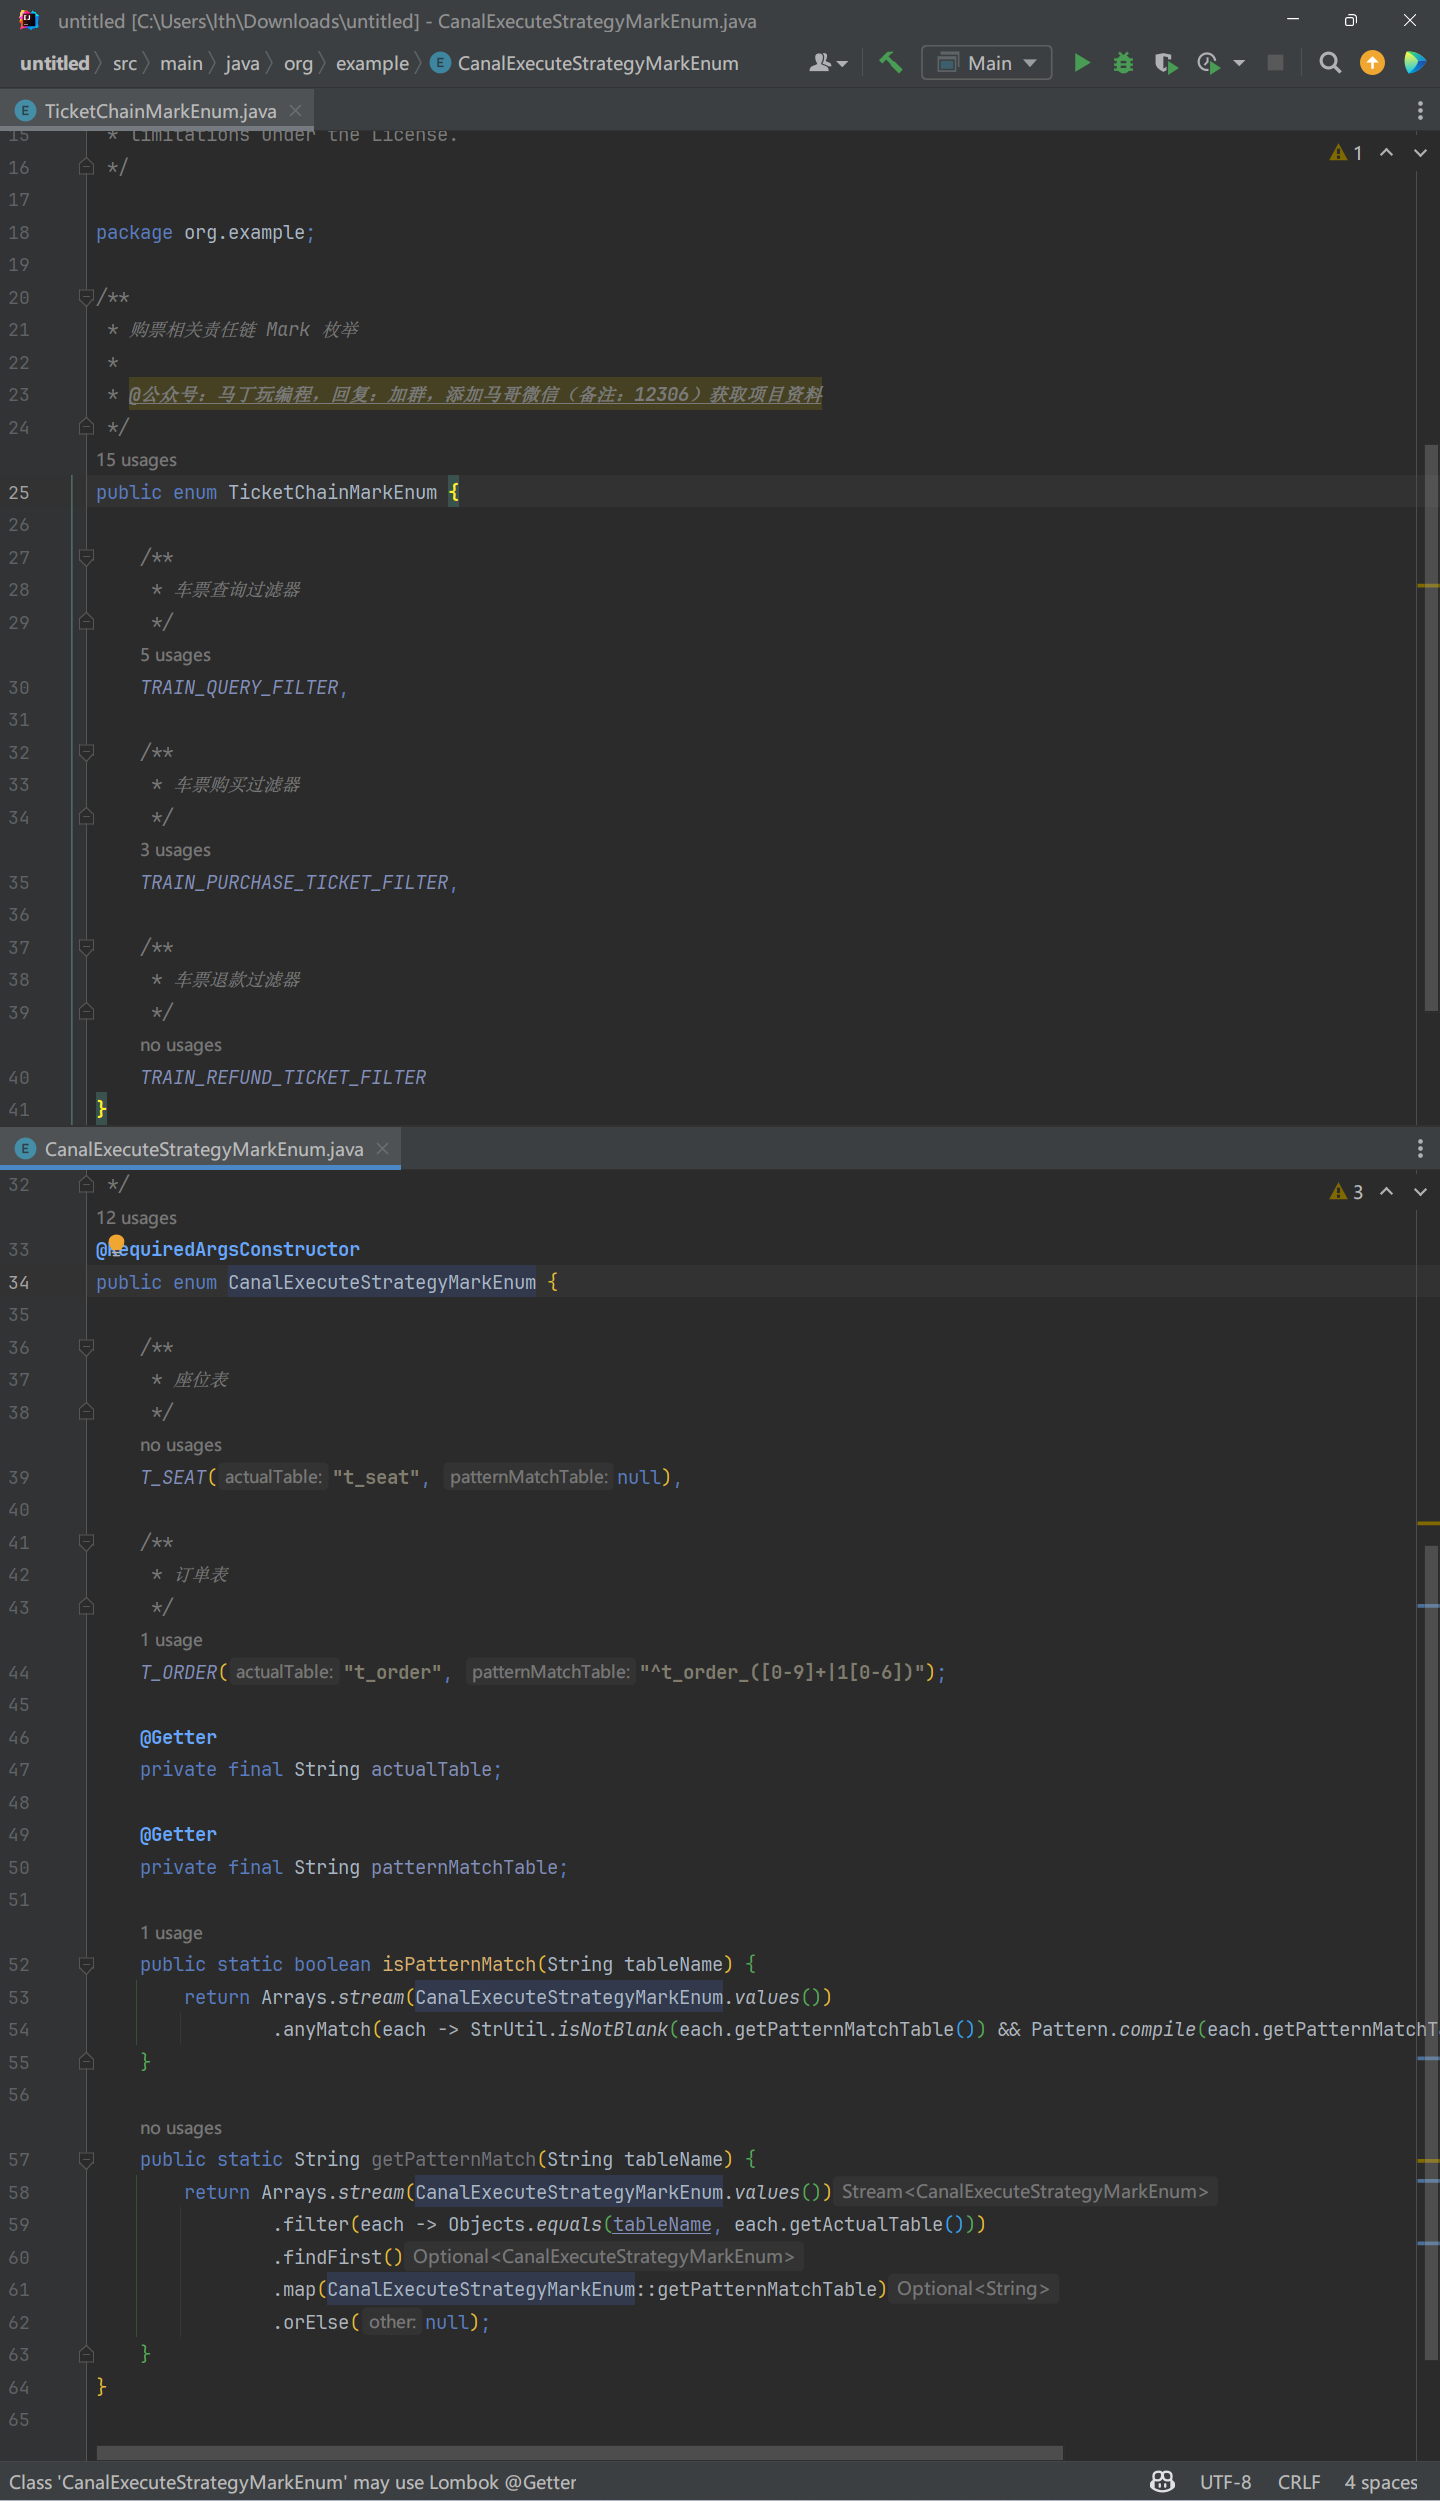 untitled [C:\Users\lth\Downloads\untitled] - CanalExecuteStrategyMarkEnum.java
untitled src main java org example E CanalExecuteStrategyMarkEnum Main
E TicketChainMarkEnum.java
15 * limitations under the License.
16 */
1
17
18 package org.example;
19
20 /**
21 * 购票相关责任链 Mark 枚举
22 *
23 * @公众号：马丁玩编程，回复：加群，添加马哥微信（备注：12306）获取项目资料
24 */
15 usages
25 public enum TicketChainMarkEnum {
26
27 /**
28 * 车票查询过滤器
29 */
5 usages
30 TRAIN_QUERY_FILTER,
31
32 /**
33 * 车票购买过滤器
34 */
3 usages
35 TRAIN_PURCHASE_TICKET_FILTER,
36
37 /**
38 * 车票退款过滤器
39 */
no usages
40 TRAIN_REFUND_TICKET_FILTER
41 }
E CanalExecuteStrategyMarkEnum.java
32 */
3
12 usages
33 @RequiredArgsConstructor
34 public enum CanalExecuteStrategyMarkEnum {
35
36 /**
37 * 座位表
38 */
no usages
39 T_SEAT( actualTable: "t_seat", patternMatchTable: null),
40
41 /**
42 * 订单表
43 */
1 usage
44 T_ORDER( actualTable: "t_order", patternMatchTable: "^t_order_([0-9]+|1[0-6])");
45
46 @Getter
47 private final String actualTable;
48
49 @Getter
50 private final String patternMatchTable;
51
1 usage
52 public static boolean isPatternMatch(String tableName) {
53 return Arrays.stream(CanalExecuteStrategyMarkEnum.values())
54 .anyMatch(each -> StrUtil.isNotBlank(each.getPatternMatchTable()) && Pattern.compile(each.getPatternMatchT
55 }
56
no usages
57 public static String getPatternMatch(String tableName) {
58 return Arrays.stream(CanalExecuteStrategyMarkEnum.values()) Stream<CanalExecuteStrategyMarkEnum>
59 .filter(each -> Objects.equals(tableName, each.getActualTable()))
60 .findFirst() Optional<CanalExecuteStrategyMarkEnum>
61 .map(CanalExecuteStrategyMarkEnum::getPatternMatchTable) Optional<String>
62 .orElse( other: null);
63 }
64 }
65
Class 'CanalExecuteStrategyMarkEnum' may use Lombok @Getter UTF-8 CRLF 4 spaces